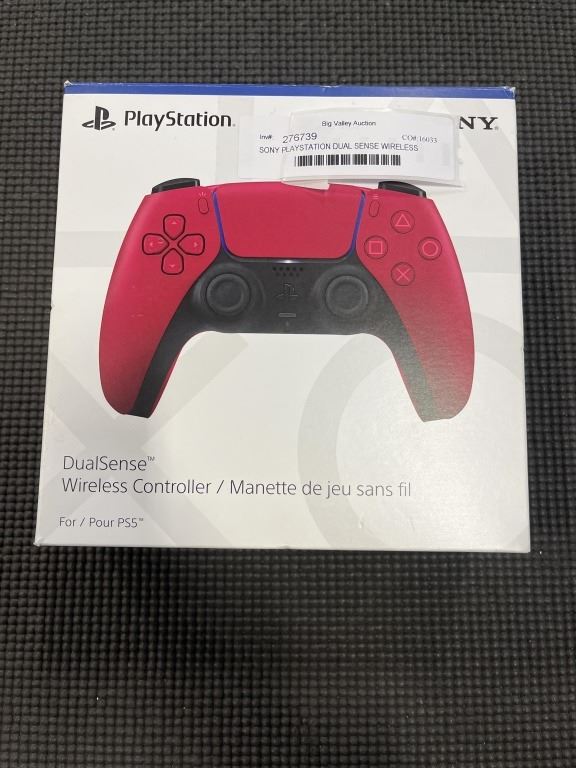 PlayStation.
NY.
Big Valley Auction
Inv#: 276739 CO#:16033
SONY PLAYSTATION DUAL SENSE WIRELESS
DualSense™
Wireless Controller / Manette de jeu sans fil
For / Pour PS5™